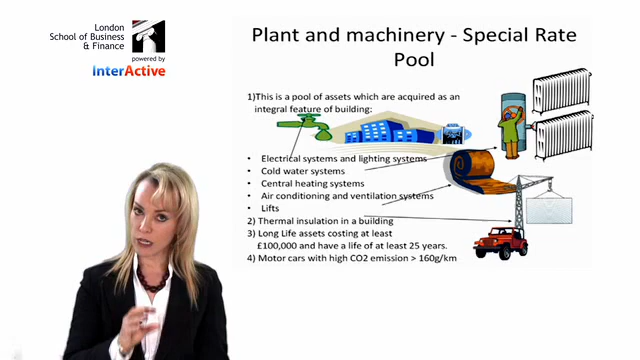 London
School of Business
& Finance
powered by
InterActive
Plant and machinery - Special Rate
Pool
1)This is a pool of assets which are acquired as an
integral feature of building:
• Electrical systems and lighting systems
• Cold water systems
• Central heating systems
• Air conditioning and ventilation systems
• Lifts
2) Thermal insulation in a building
3) Long Life assets costing at least
£100,000 and have a life of at least 25 years.
4) Motor cars with high CO2 emission > 160g/km